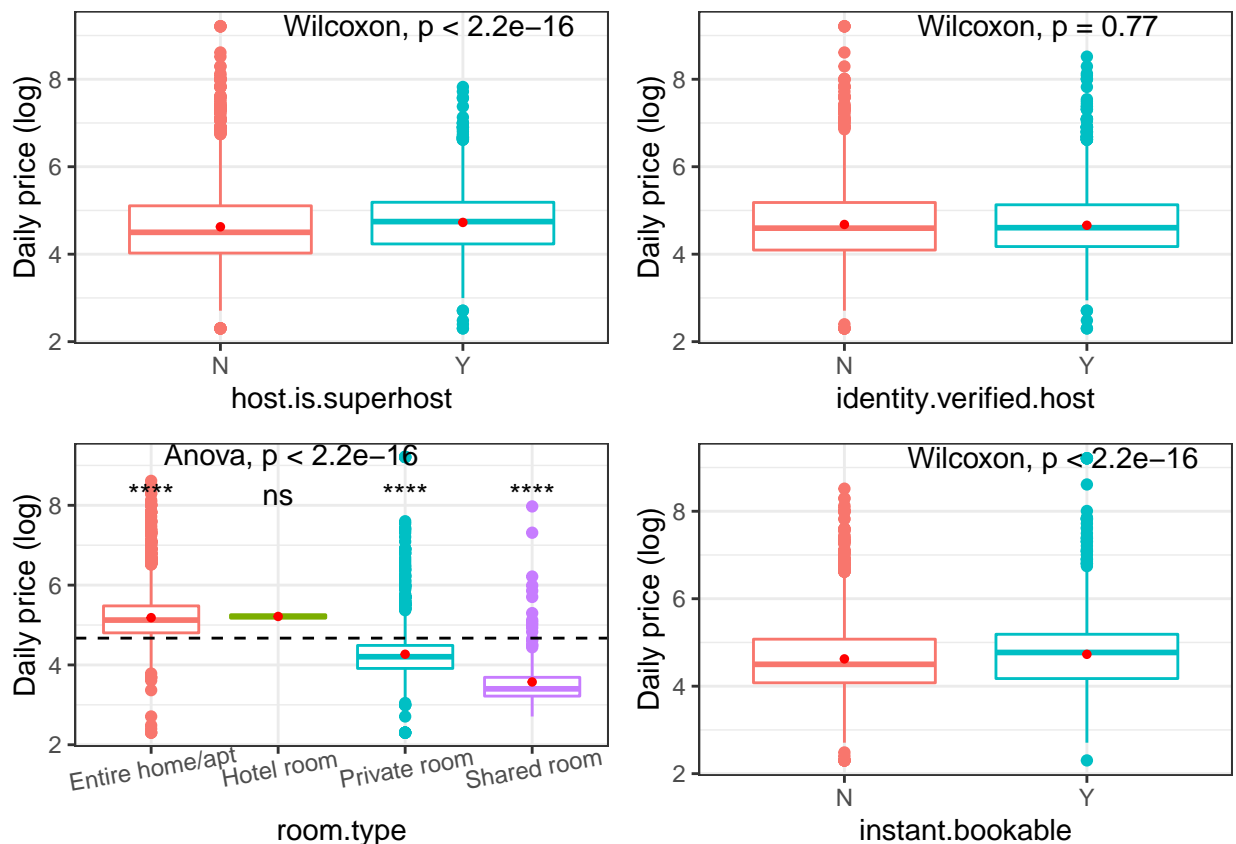 Wilcoxon, p < 2.2e−16
8
6
4
2
Daily price (log)
N
Y
host.is.superhost
Wilcoxon, p = 0.77
8
6
4
2
Daily price (log)
N
Y
identity.verified.host
Anova, p < 2.2e−16
****
ns
****
****
8
6
4
2
Daily price (log)
Entire home/apt
Hotel room
Private room
Shared room
room.type
Wilcoxon, p < 2.2e−16
8
6
4
2
Daily price (log)
N
Y
instant.bookable